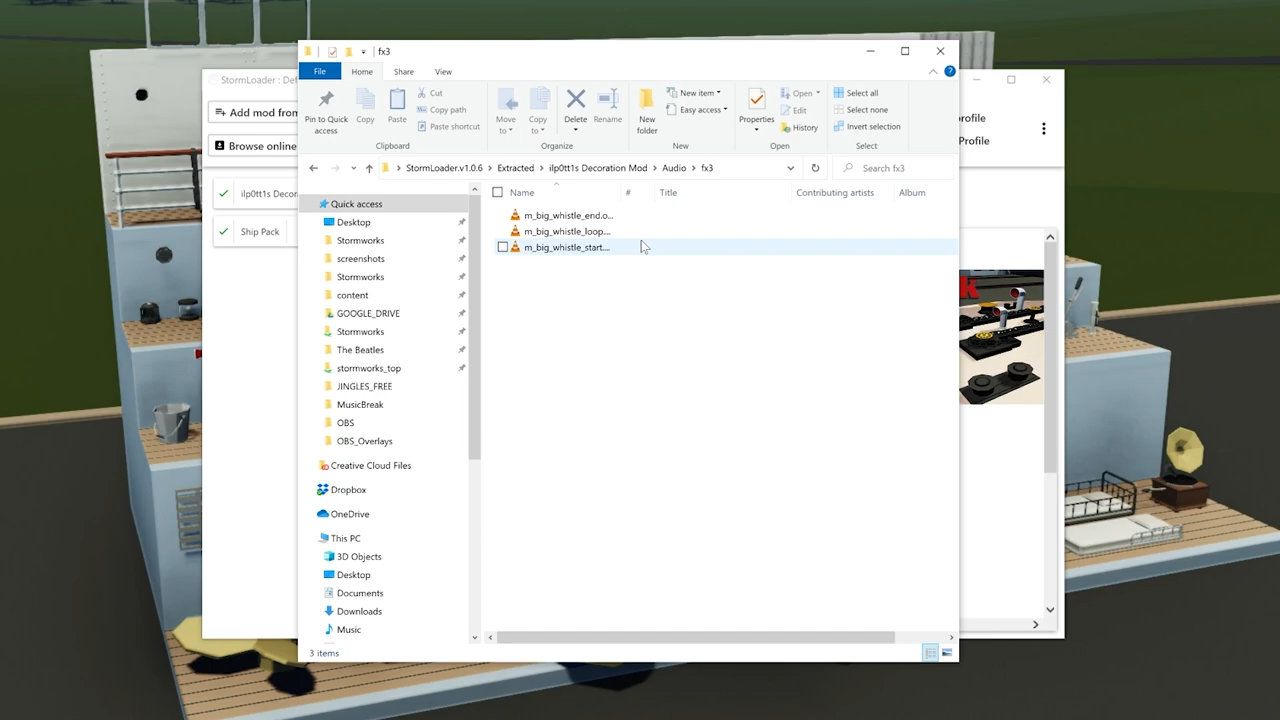 fx3
File
Home
Share
View
Pin to Quick access
Copy
Paste
Cut
Copy path
Paste shortcut
Clipboard
Move to
Copy to
Delete
Rename
Organize
New folder
New item
Easy access
New
Properties
Open
Edit
History
Open
Select all
Select none
Invert selection
Select
StormLoader.v1.0.6
Extracted
ilp0tt1s Decoration Mod
Audio
fx3
Search fx3
Name
#
Title
Contributing artists
Album
m_big_whistle_end.o...
m_big_whistle_loop....
m_big_whistle_start....
Quick access
Desktop
Stormworks
screenshots
Stormworks
content
GOOGLE_DRIVE
Stormworks
The Beatles
stormworks_top
JINGLES_FREE
MusicBreak
OBS
OBS_Overlays
Creative Cloud Files
Dropbox
OneDrive
This PC
3D Objects
Desktop
Documents
Downloads
Music
3 items
StormLoader : De
Add mod from
Browse online
ilp0tt1s Decor
Ship Pack
rofile
Profile